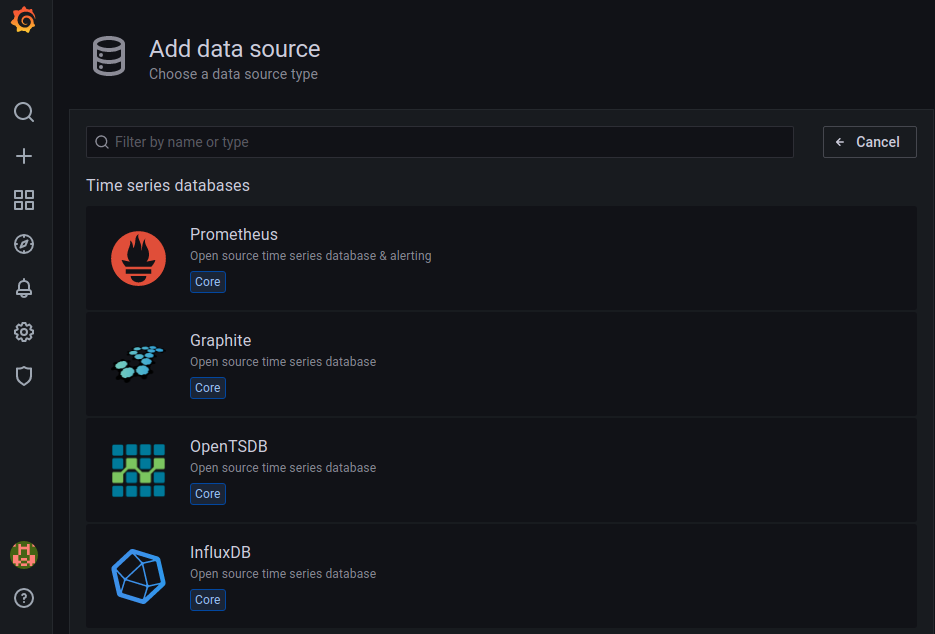 Add data source
Choose a data source type
Filter by name or type
Cancel
Time series databases
Prometheus
Open source time series database & alerting
Core
Graphite
Open source time series database
Core
OpenTSDB
Open source time series database
Core
InfluxDB
Open source time series database
Core